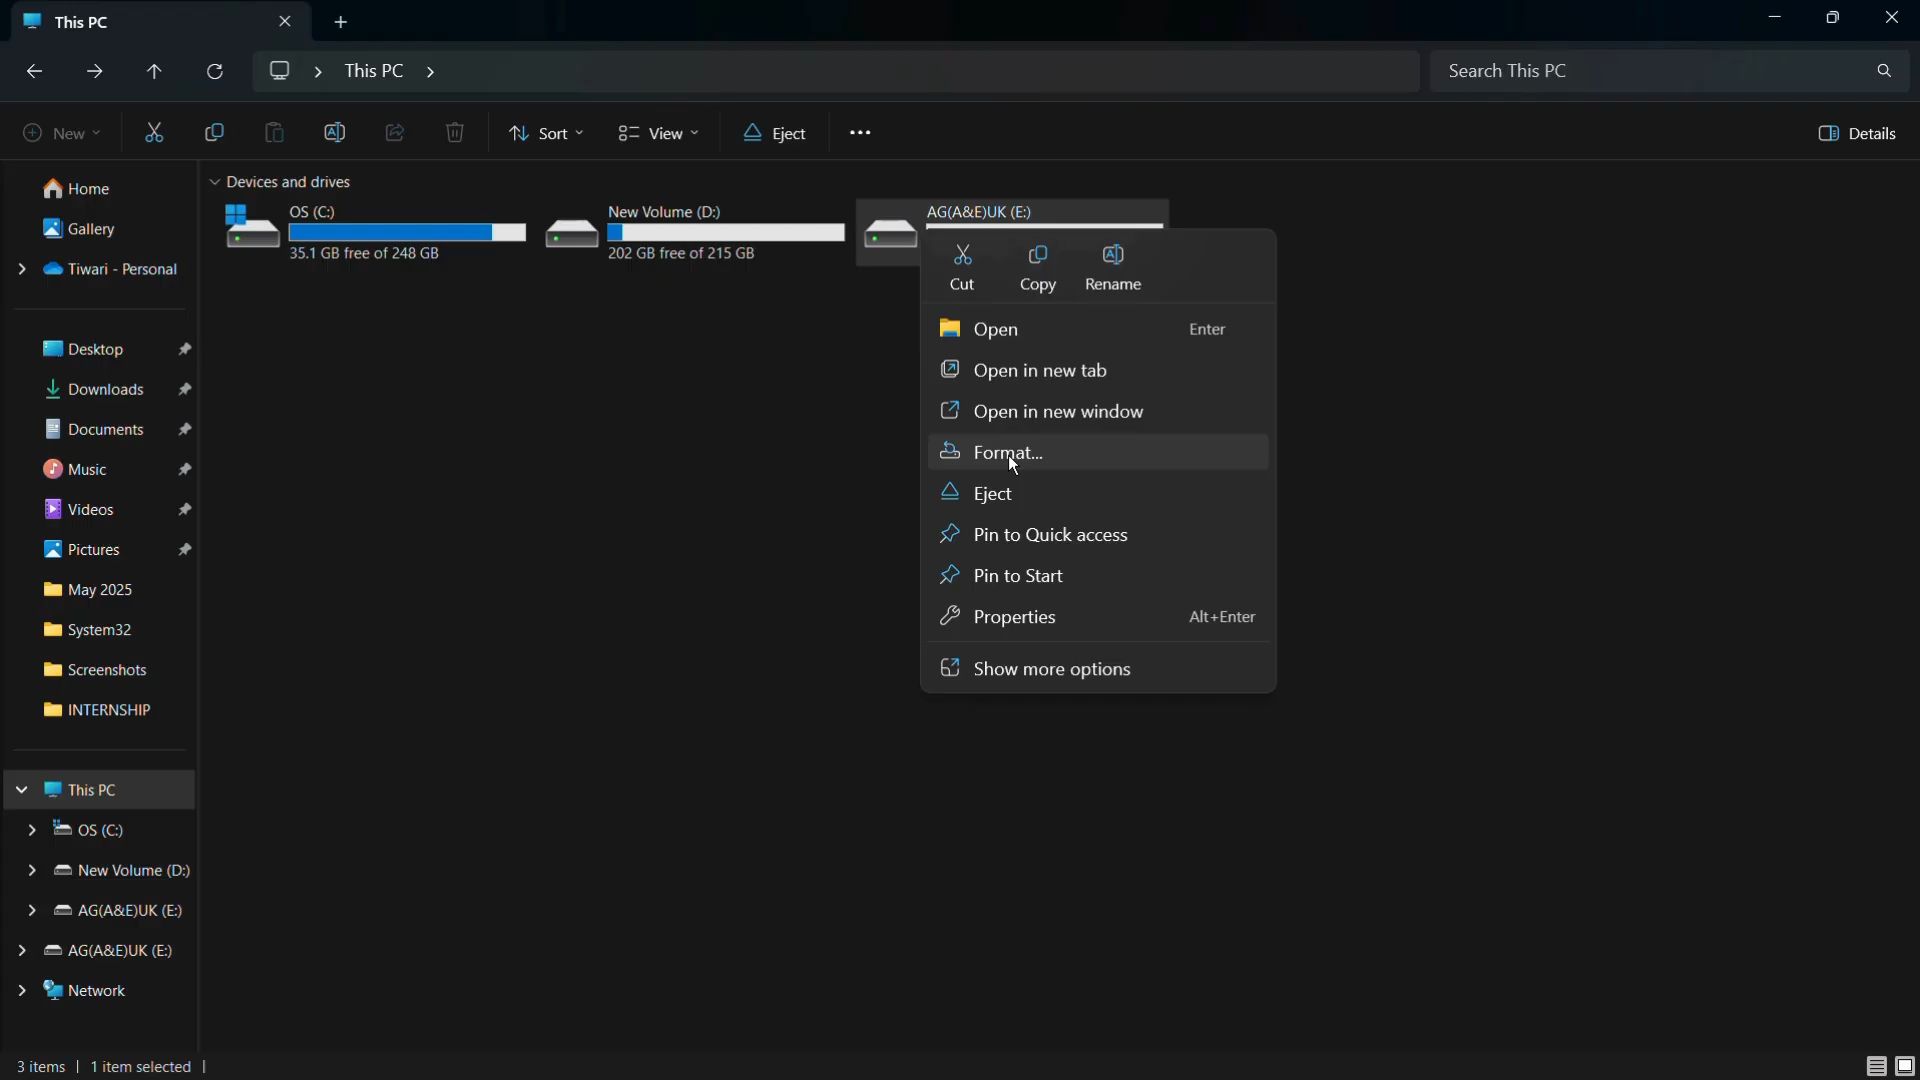 This PC
This PC
Search This PC
New
Sort
View
Eject
Details
Home
Gallery
Tiwari - Personal
Desktop
Downloads
Documents
Music
Videos
Pictures
May 2025
System32
Screenshots
INTERNSHIP
This PC
OS (C:)
New Volume (D:)
AG(A&E)UK (E:)
AG(A&E)UK (E:)
Network
Devices and drives
OS (C:)
35.1 GB free of 248 GB
New Volume (D:)
202 GB free of 215 GB
AG(A&E)UK (E:)
Cut
Copy
Rename
Open Enter
Open in new tab
Open in new window
Format...
Eject
Pin to Quick access
Pin to Start
Properties Alt+Enter
Show more options
3 items 1 item selected